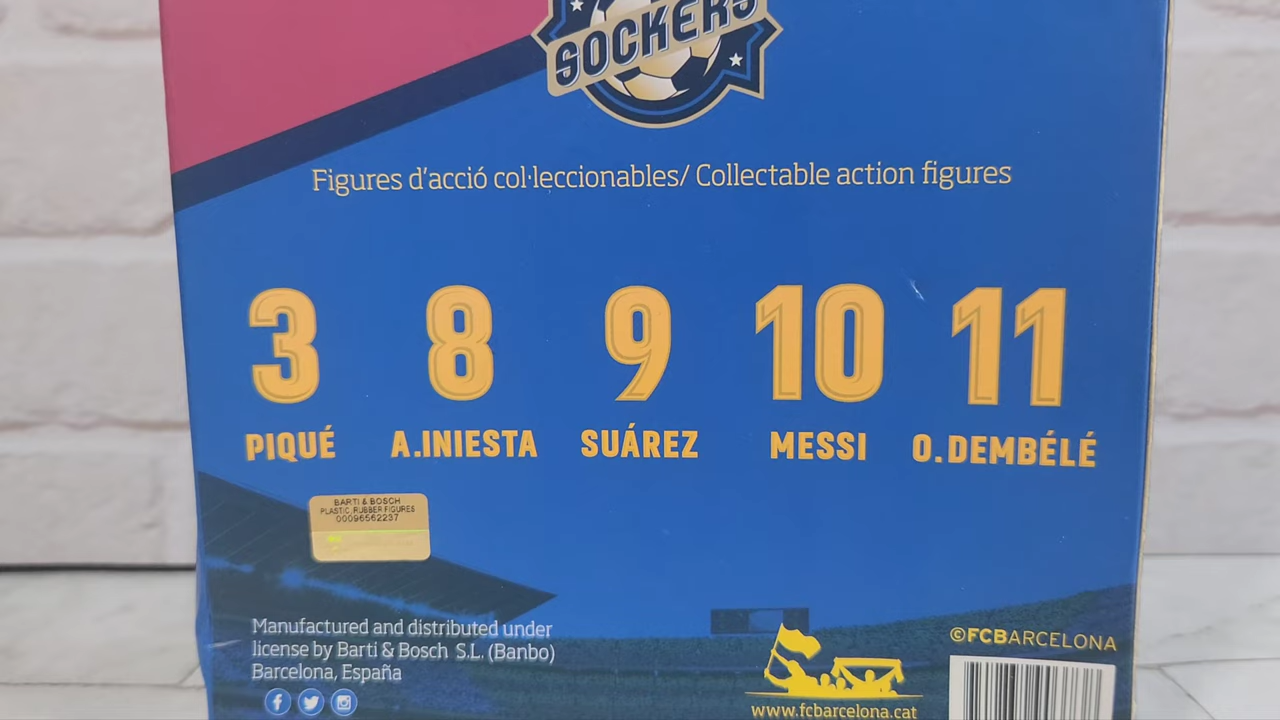 SOCKERS
Figures d'acció col·leccionables/ Collectable action figures
3 8 9 10 11
PIQUÉ A.INIESTA SUÁREZ MESSI O.DEMBÉLÉ
BARTI & BOSCH
PLASTIC, RUBBER FIGURES
00096562237
Manufactured and distributed under
license by Barti & Bosch S.L. (Banbo)
Barcelona, España
©FCBARCELONA
www.fcbarcelona.cat